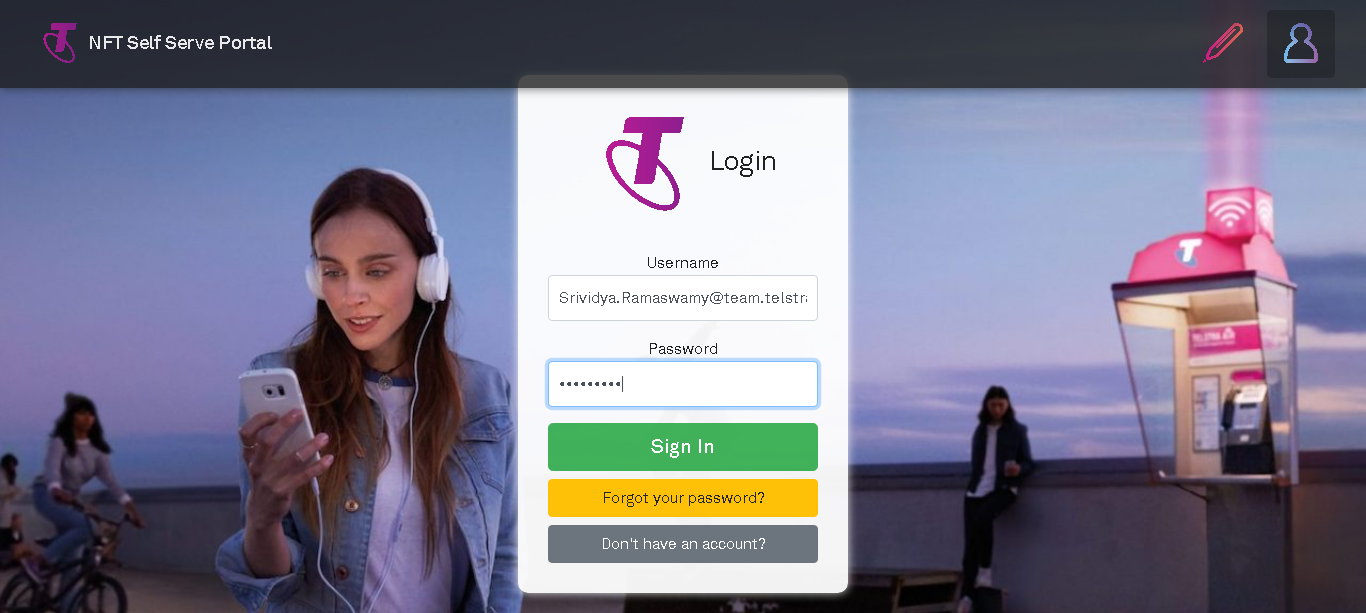 NFT Self Serve Portal
Login
Username
Srividya.Ramaswamy@team.telstr
Password
Sign In
Forgot your password?
Don't have an account?